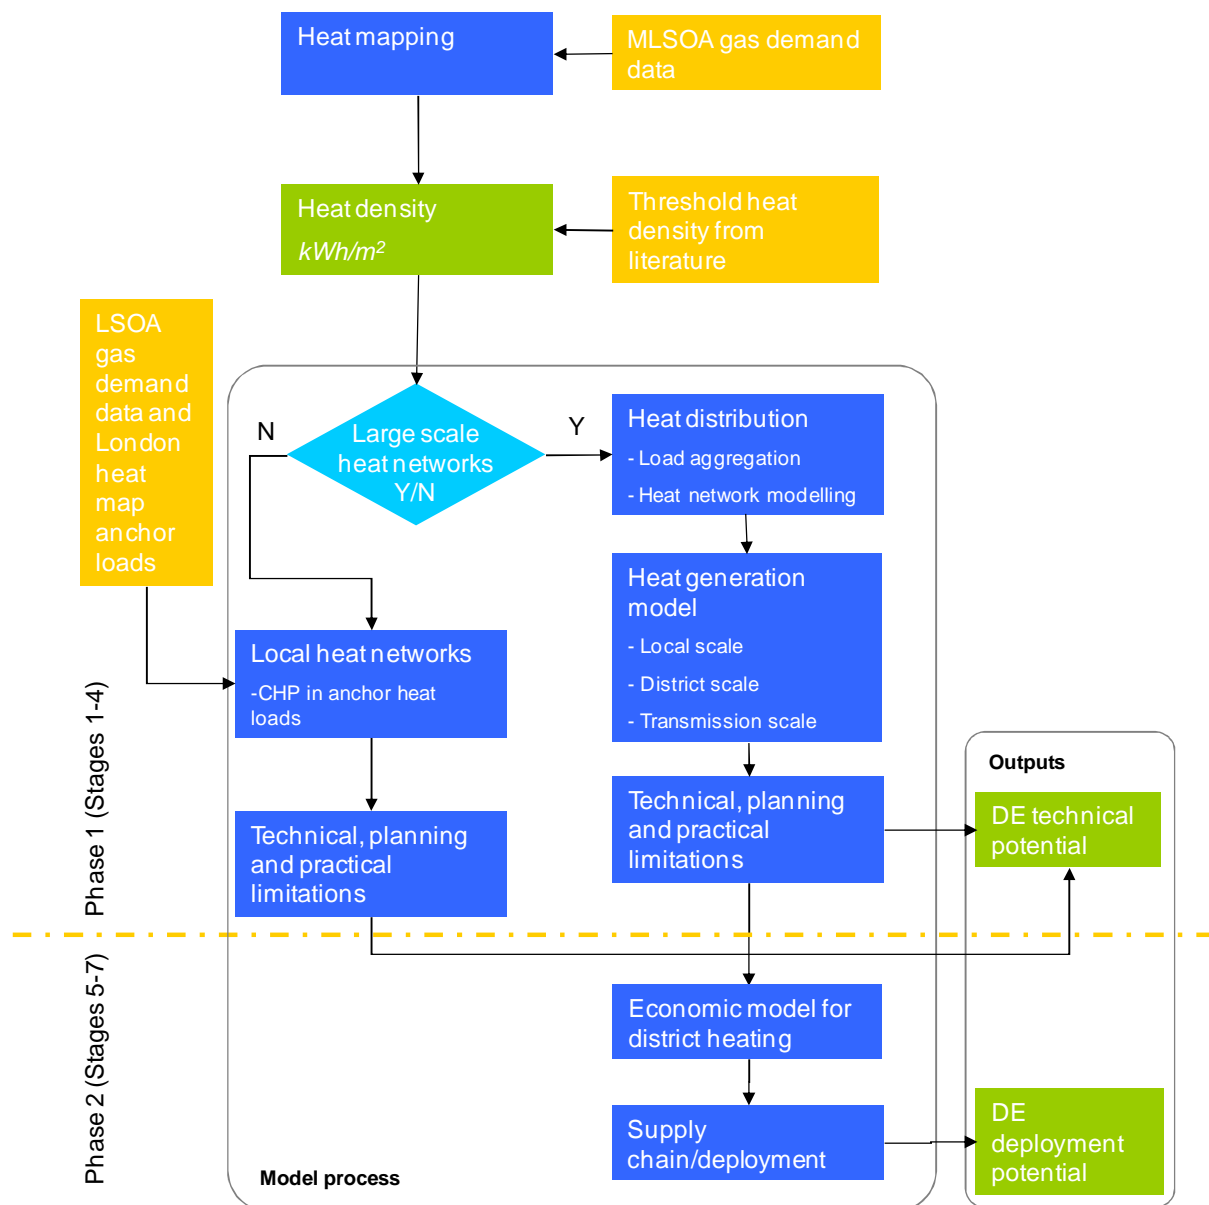 Heat mapping
MLSOA gas demand
data
Heat density
kWh/m²
Threshold heat
density from
literature
LSOA
gas
demand
data and
London
heat
map
anchor
loads
N
Large scale
heat networks
Y/N
Y
Heat distribution
- Load aggregation
- Heat network modelling
Heat generation
model
- Local scale
- District scale
- Transmission scale
Local heat networks
-CHP in anchor heat
loads
Phase 1 (Stages 1-4)
Technical, planning
and practical
limitations
Technical, planning
and practical
limitations
Outputs
DE technical
potential
Phase 2 (Stages 5-7)
Economic model for
district heating
Supply
chain/deployment
DE
deployment
potential
Model process